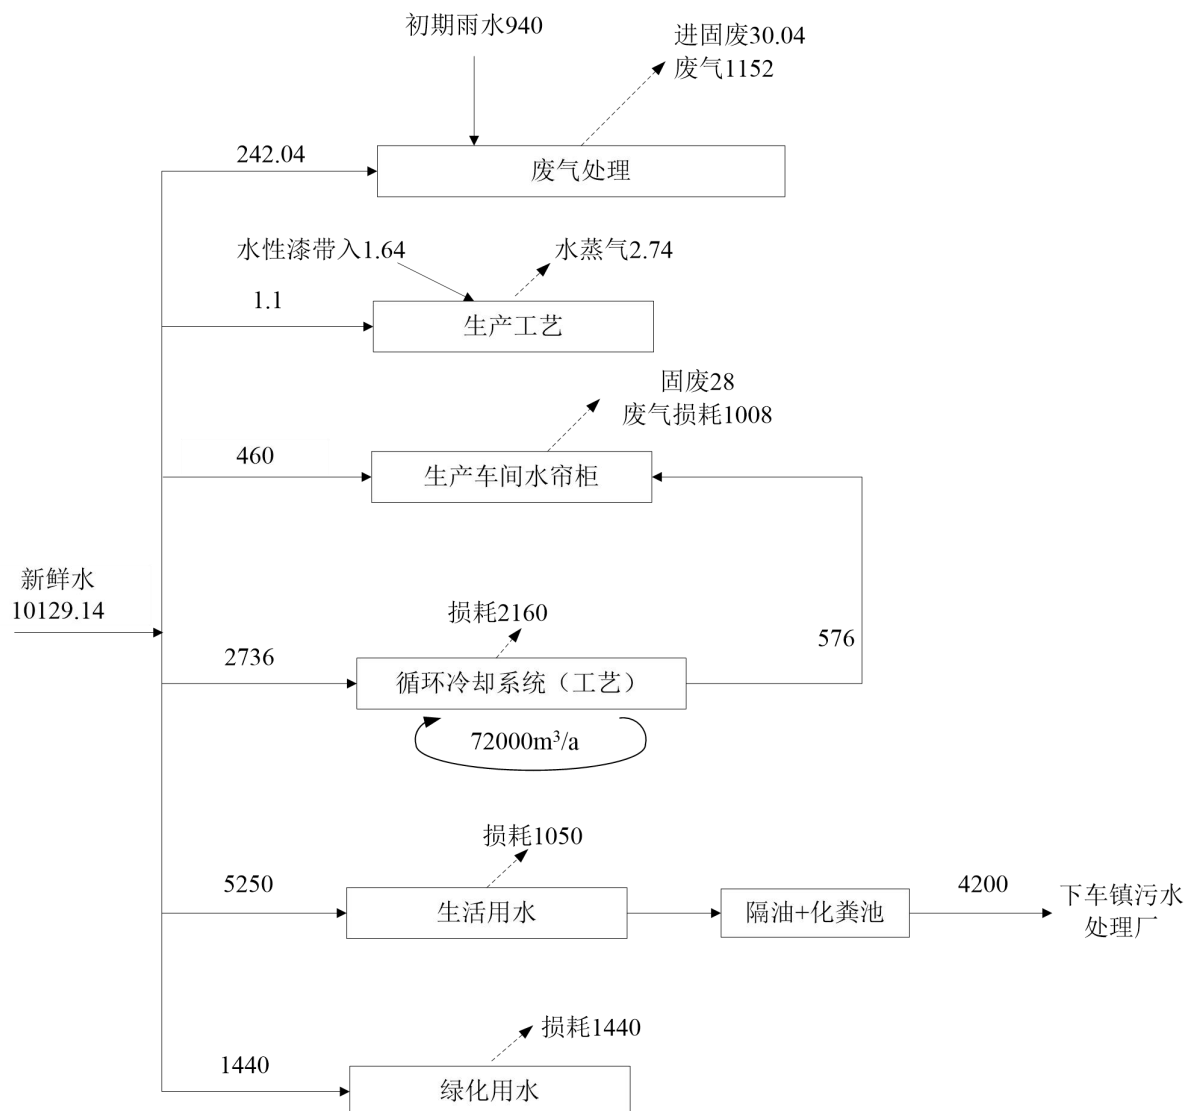 初期雨水940
进固废30.04
废气1152
242.04
废气处理
水性漆带入1.64
水蒸气2.74
1.1
生产工艺
固废28
废气损耗1008
460
生产车间水帘柜
新鲜水
10129.14
损耗2160
576
2736
循环冷却系统（工艺）
72000m³/a
损耗1050
5250
生活用水
隔油+化粪池
4200
下车镇污水
处理厂
损耗1440
1440
绿化用水